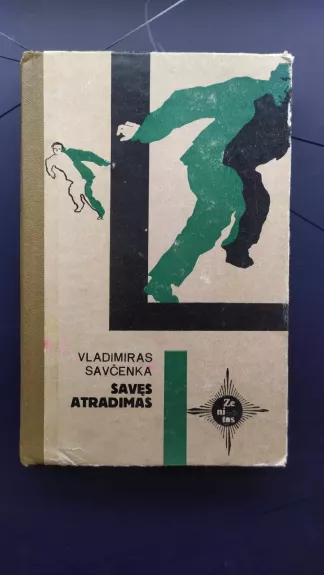 VLADIMIRAS
SAVČENKA
SAVĘS
ATRADIMAS
Ze
ni
tas